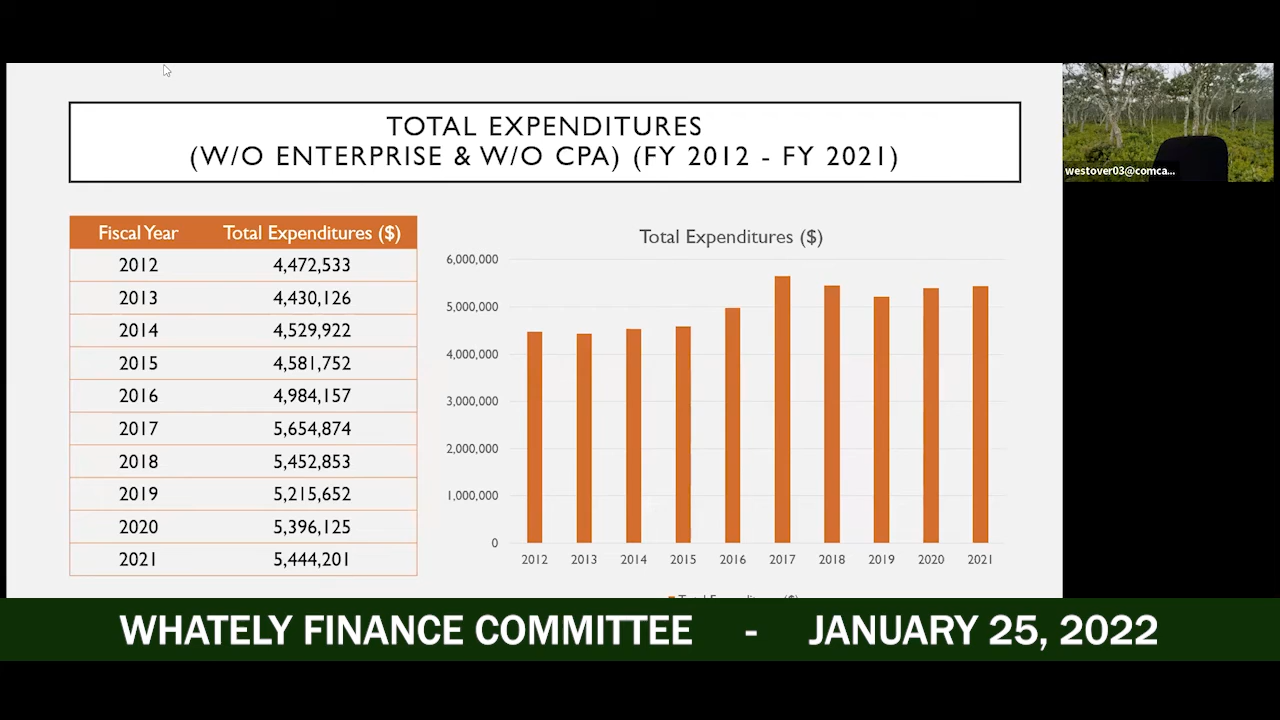 TOTAL EXPENDITURES
(W/O ENTERPRISE & W/O CPA) (FY 2012 - FY 2021)
westover03@comca...
Fiscal Year Total Expenditures ($)
2012 4,472,533
2013 4,430,126
2014 4,529,922
2015 4,581,752
2016 4,984,157
2017 5,654,874
2018 5,452,853
2019 5,215,652
2020 5,396,125
2021 5,444,201
Total Expenditures ($)
6,000,000
5,000,000
4,000,000
3,000,000
2,000,000
1,000,000
0
2012 2013 2014 2015 2016 2017 2018 2019 2020 2021
WHATELY FINANCE COMMITTEE - JANUARY 25, 2022